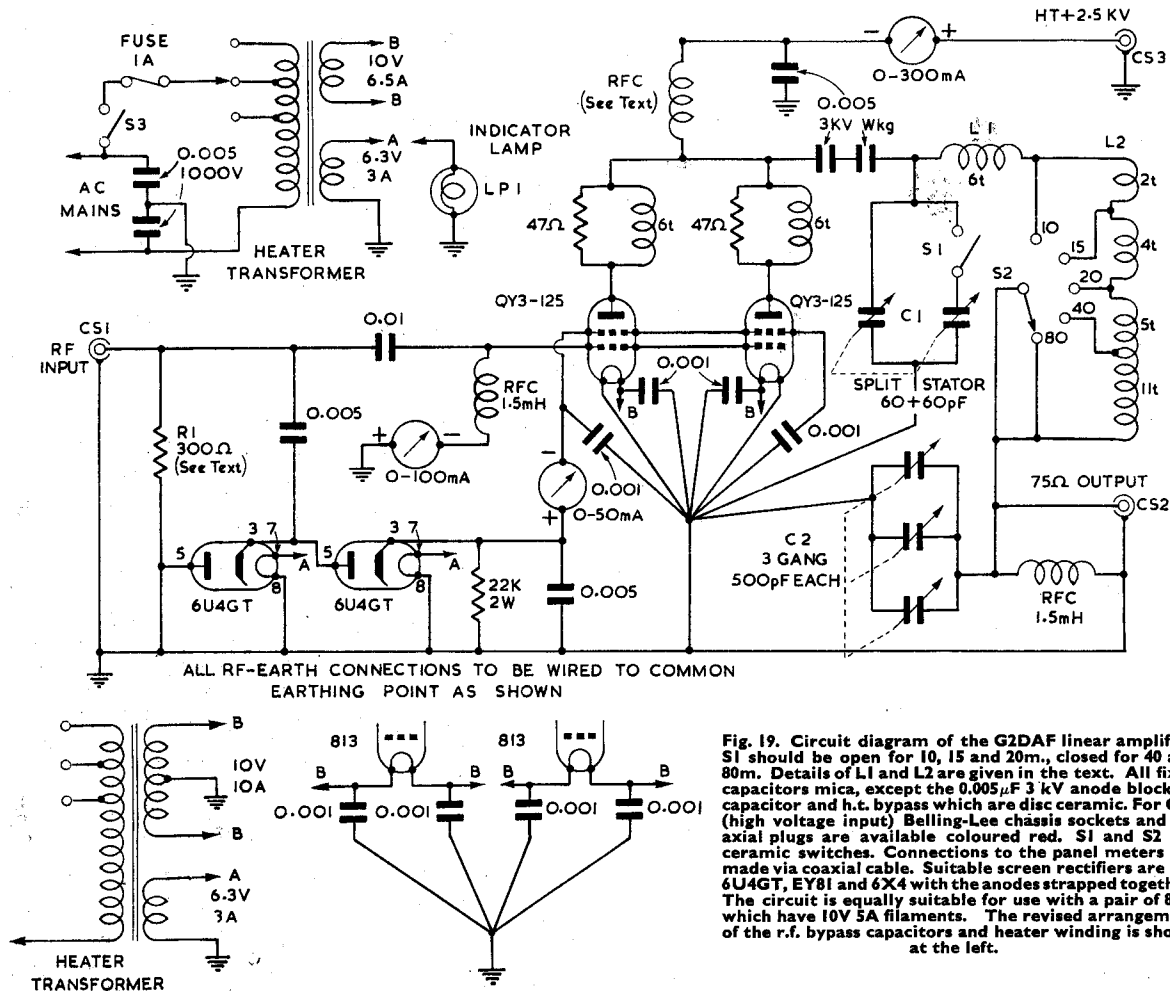 HT+2.5 KV
FUSE
1A
B
10V
6.5A
B
A
6.3V
3A
S3
0.005
1000V
AC
MAINS
HEATER
TRANSFORMER
INDICATOR
LAMP
LP1
RFC
(See Text)
- +
0-300mA
CS3
0.005
3KV Wkg
L1
6t
L2
2t
4t
5t
11t
10
15
20
40
80
S1
S2
47Ω
6t
47Ω
6t
C1
QY3-125
QY3-125
SPLIT STATOR
60+60pF
CS1
RF
INPUT
0.01
RFC
1.5mH
0.001
B
B
0.001
0.001
0.005
R1
300Ω
(See Text)
+ -
0-100mA
-
0-50mA
+
75Ω OUTPUT
CS2
C2
3 GANG
500pF EACH
RFC
1.5mH
5
3 7
8
A
6U4GT
5
3 7
8
A
6U4GT
22K
2W
0.005
ALL RF-EARTH CONNECTIONS TO BE WIRED TO COMMON
EARTHING POINT AS SHOWN
B
10V
10A
B
A
6.3V
3A
HEATER
TRANSFORMER
813
813
B
B
B
B
0.001
0.001
0.001
0.001
Fig. 19. Circuit diagram of the G2DAF linear amplif
S1 should be open for 10, 15 and 20m., closed for 40 a
80m. Details of L1 and L2 are given in the text. All fi
capacitors mica, except the 0.005μF 3 kV anode block
capacitor and h.t. bypass which are disc ceramic. For
(high voltage input) Belling-Lee chassis sockets and
axial plugs are available coloured red. S1 and S2
ceramic switches. Connections to the panel meters
made via coaxial cable. Suitable screen rectifiers are
6U4GT, EY81 and 6X4 with the anodes strapped togeth
The circuit is equally suitable for use with a pair of 8
which have 10V 5A filaments. The revised arrangem
of the r.f. bypass capacitors and heater winding is sho
at the left.